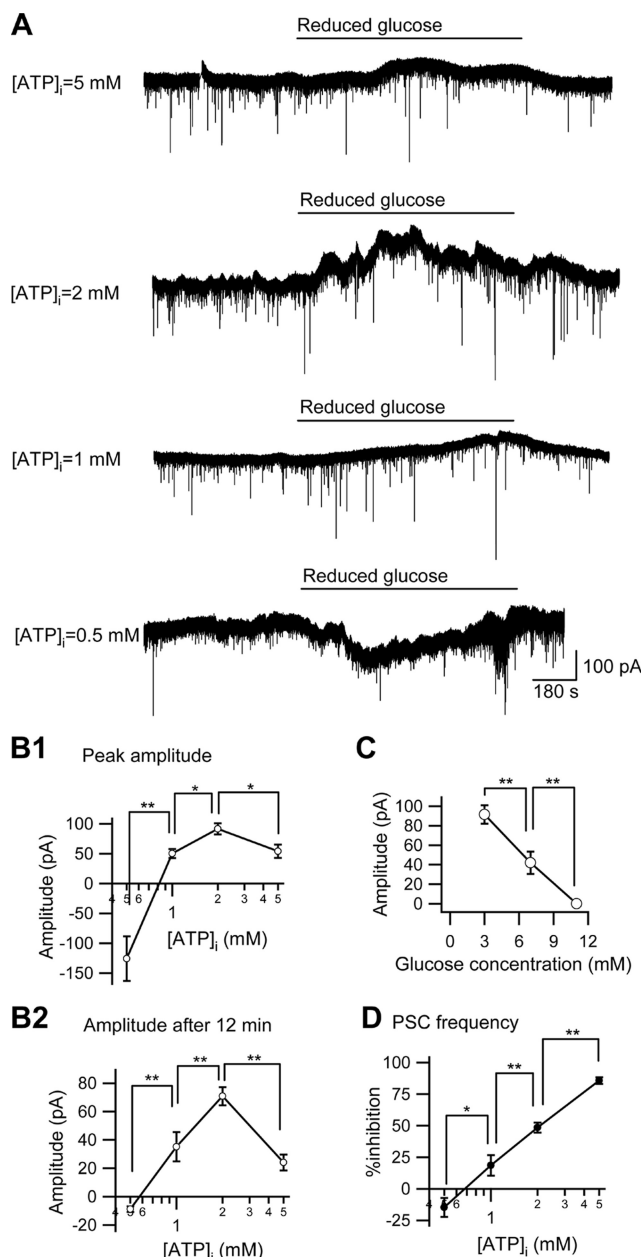 A
Reduced glucose
[ATP]i=5 mM
Reduced glucose
[ATP]i=2 mM
Reduced glucose
[ATP]i=1 mM
Reduced glucose
[ATP]i=0.5 mM
100 pA
180 s
B1
Peak amplitude
**
*
*
100
50
0
-50
-100
-150
Amplitude (pA)
4 5 6 1 2 3 4 5
[ATP]i (mM)
C
**
**
100
80
60
40
20
0
Amplitude (pA)
0 3 6 9 12
Glucose concentration (mM)
B2
Amplitude after 12 min
**
**
**
80
60
40
20
0
-20
Amplitude (pA)
4 5 6 1 2 3 4 5
[ATP]i (mM)
D
PSC frequency
*
**
**
100
75
50
25
0
-25
%inhibition
4 5 6 1 2 3 4 5
[ATP]i (mM)